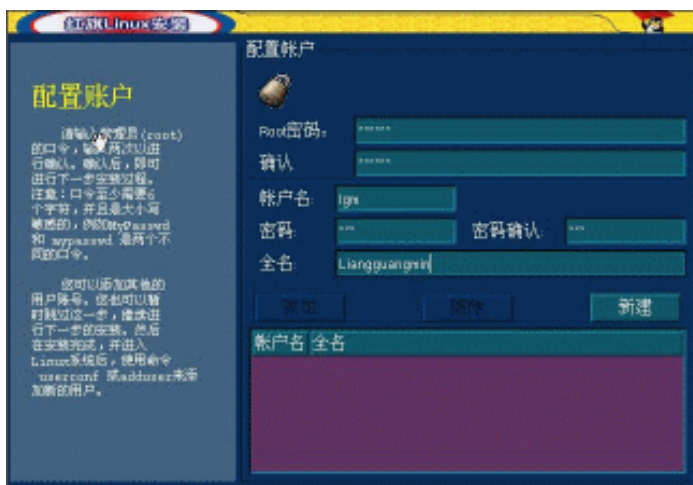 红旗Linux安装
配置账户
请输入管理员(root)
的口令，输入两次以进
行确认。确认后，即可
进行下一步安装过程。
注意：口令至少需要6
个字符，并且是大小写
敏感的，例如MyPasswd
和 mypasswd 是两个不
同的口令。
您可以添加其他的
用户账号。您也可以暂
时跳过这一步，继续进
行下一步的安装。然后
在安装完成，并进入
Linux系统后，使用命令
userconf 或adduser来添
加新的用户。
配置帐户
Root密码: ******
确认 ******
帐户名: lgm
密码: *** 密码确认: ***
全名: Liangguangmin
添加 删除 新建
帐户名 全名